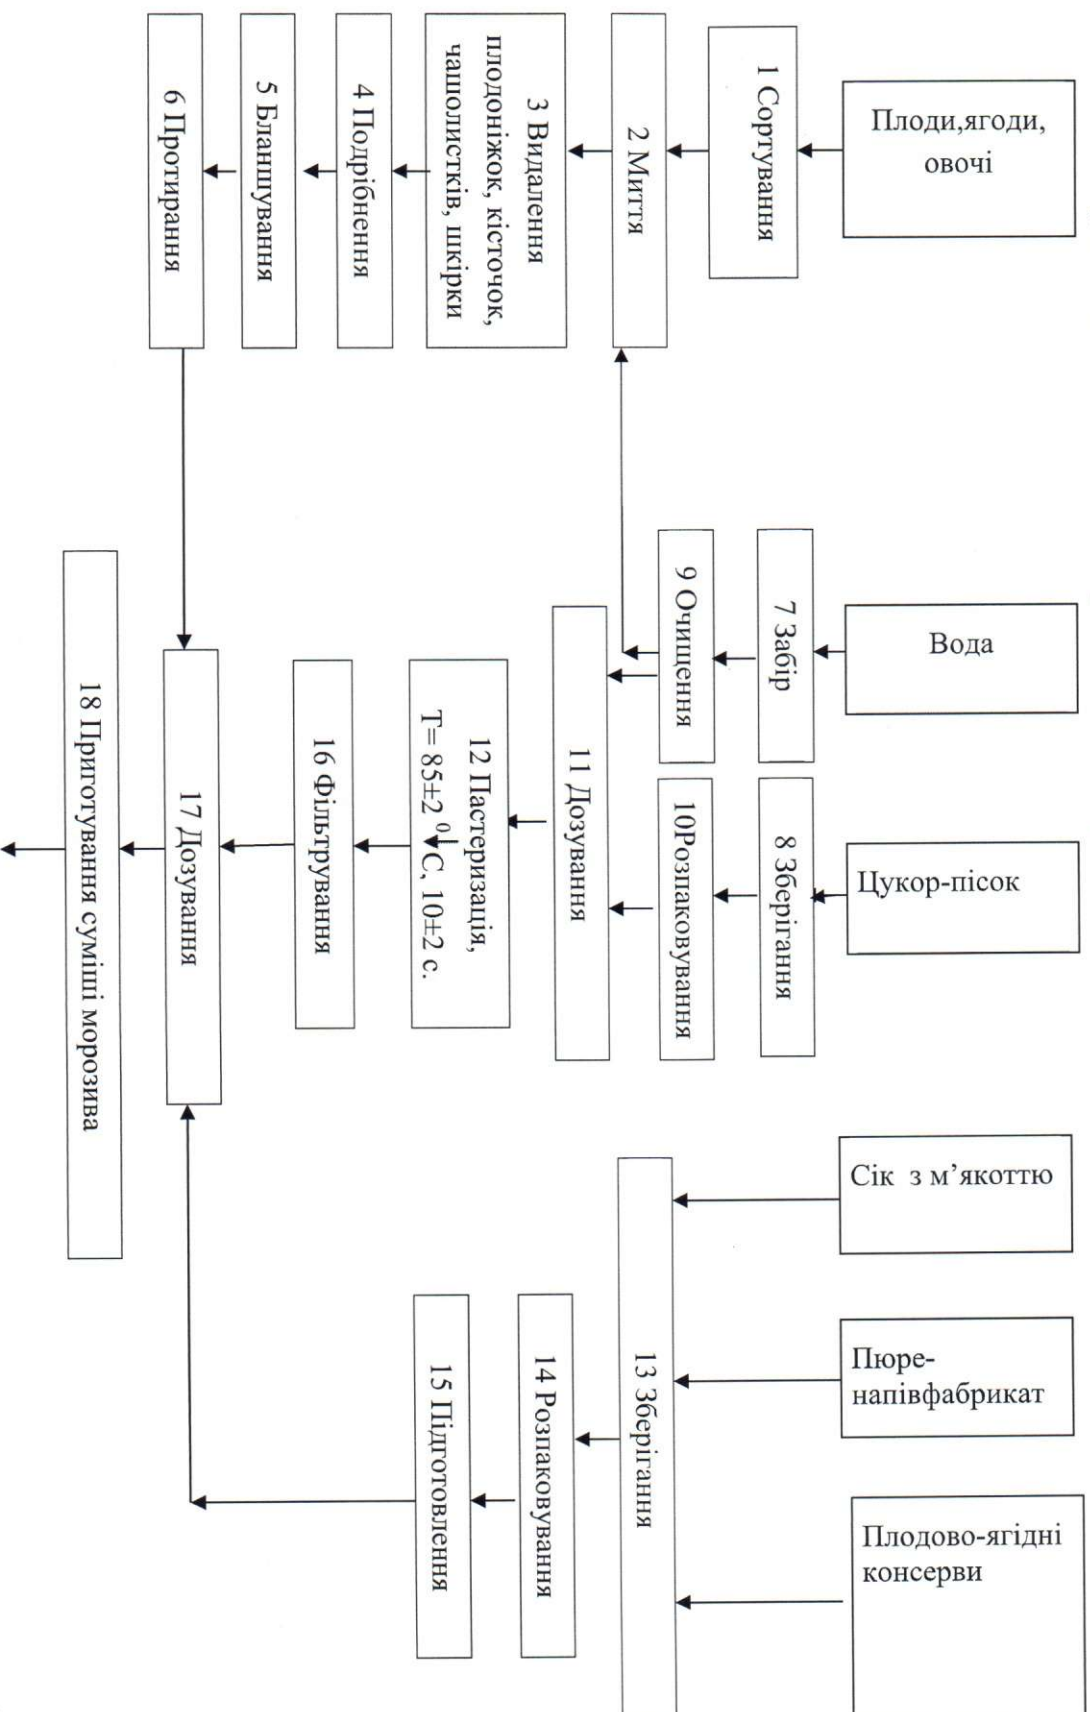 Плоди,ягоди,
овочі
1 Сортування
2 Миття
3 Видалення
плодоніжок, кісточок,
чашолистків, шкірки
4 Подрібнення
5 Бланшування
6 Протирання
Вода
7 Забір
9 Очищення
Цукор-пісок
8 Зберігання
10Розпаковування
11 Дозування
12 Пастеризація,
Т= 85±2 ⁰С, 10±2 с.
16 Фільтрування
17 Дозування
18 Приготування суміші морозива
Сік з м’якоттю
Пюре-
напівфабрикат
Плодово-ягідні
консерви
13 Зберігання
14 Розпаковування
15 Підготовлення